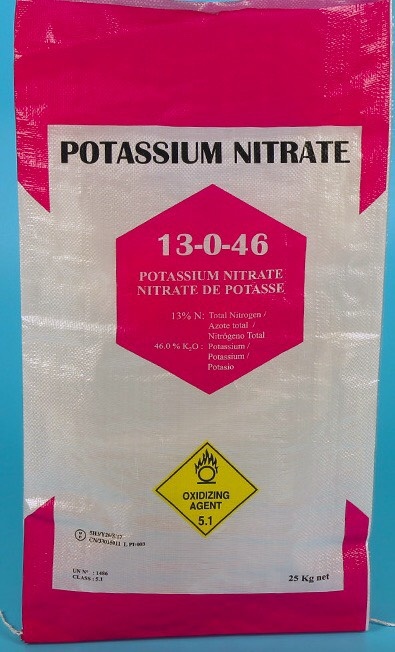 POTASSIUM NITRATE
13-0-46
POTASSIUM NITRATE
NITRATE DE POTASSE
13% N: Total Nitrogen /
Azote total /
Nitrógeno Total
46.0 % K₂O : Potassium /
Potassium /
Potasio
OXIDIZING
AGENT
5.1
UN Nº : 1486
CLASS : 5.1
25 Kg net